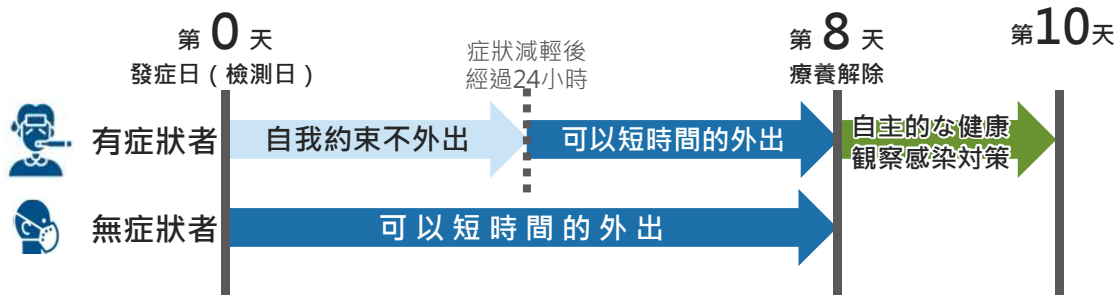 第0天
發症日(檢測日)
症狀減輕後
經過24小時
第8天
療養解除
第10天
有症狀者
自我約束不外出
可以短時間的外出
自主的な健康
観察感染対策
無症狀者
可以短時間的外出